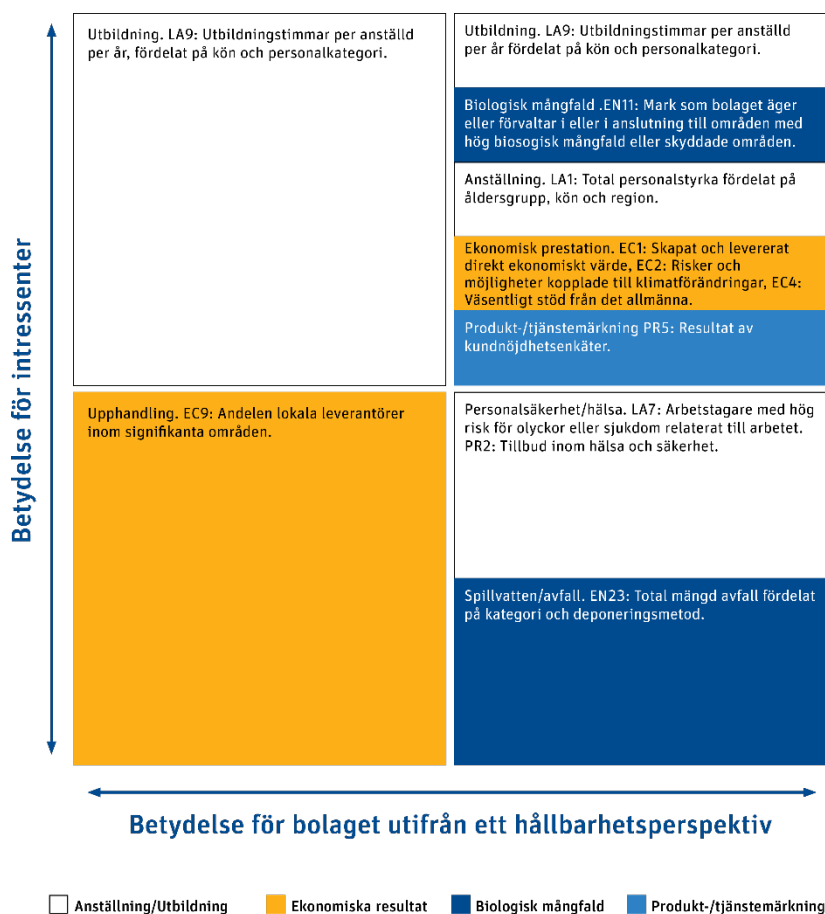 Utbildning. LA9: Utbildningstimmar per anställd
per år, fördelat på kön och personalkategori.
Utbildning. LA9: Utbildningstimmar per anställd
per år fördelat på kön och personalkategori.
Biologisk mångfald .EN11: Mark som bolaget äger
eller förvaltar i eller i anslutning till områden med
hög biosogisk mångfald eller skyddade områden.
Anställning. LA1: Total personalstyrka fördelat på
åldersgrupp, kön och region.
Ekonomisk prestation. EC1: Skapat och levererat
direkt ekonomiskt värde, EC2: Risker och
möjligheter kopplade till klimatförändringar, EC4:
Väsentligt stöd från det allmänna.
Produkt-/tjänstemärkning PR5: Resultat av
kundnöjdhetsenkäter.
Upphandling. EC9: Andelen lokala leverantörer
inom signifikanta områden.
Personalsäkerhet/hälsa. LA7: Arbetstagare med hög
risk för olyckor eller sjukdom relaterat till arbetet.
PR2: Tillbud inom hälsa och säkerhet.
Spillvatten/avfall. EN23: Total mängd avfall fördelat
på kategori och deponeringsmetod.
Betydelse för intressenter
Betydelse för bolaget utifrån ett hållbarhetsperspektiv
Anställning/Utbildning
Ekonomiska resultat
Biologisk mångfald
Produkt-/tjänstemärkning